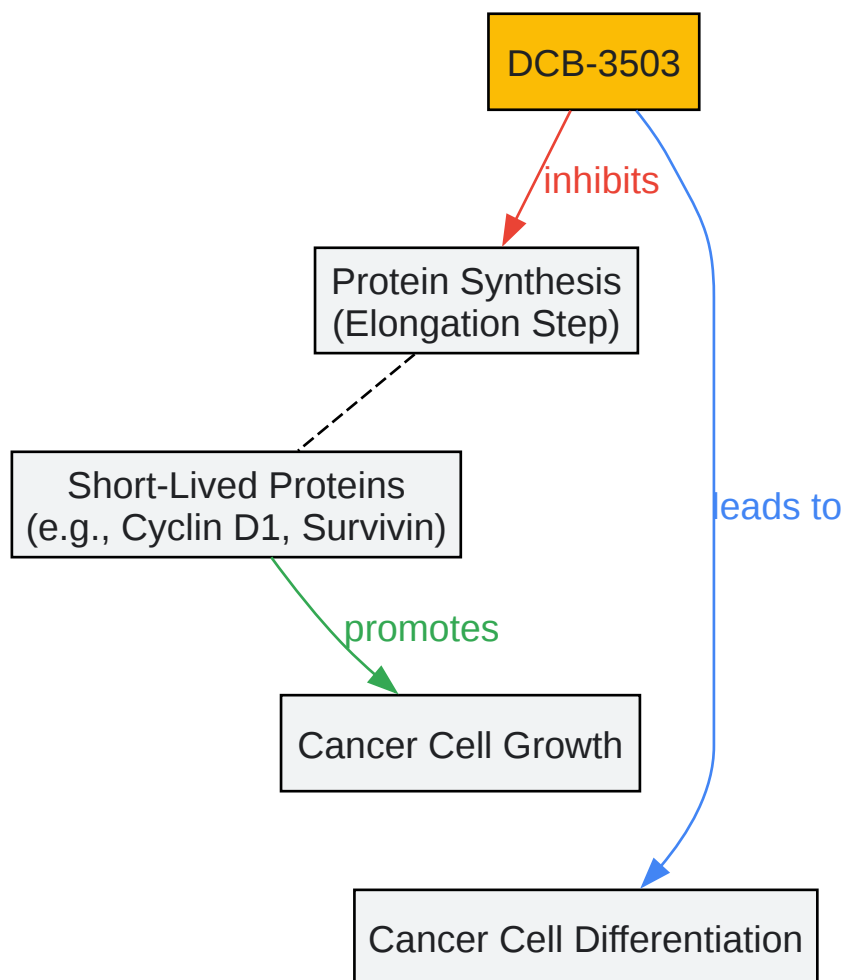 DCB-3503
inhibits
Protein Synthesis
(Elongation Step)
Short-Lived Proteins
(e.g., Cyclin D1, Survivin)
leads to
promotes
Cancer Cell Growth
Cancer Cell Differentiation